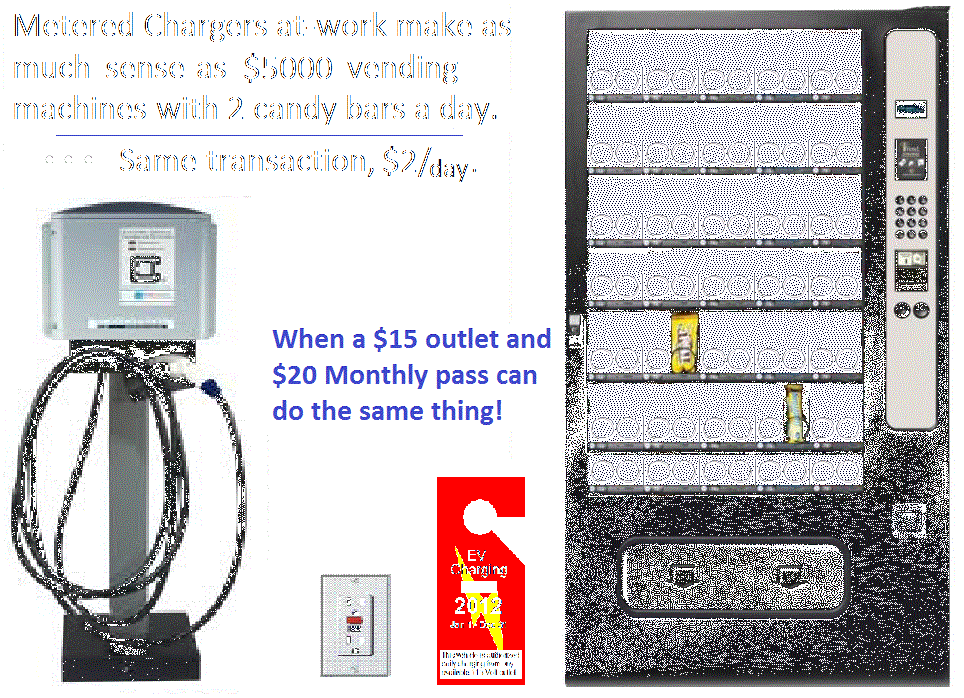 Metered Chargers at-work make as
much sense as $5000 vending
machines with 2 candy bars a day.
Same transaction, $2/day.
When a $15 outlet and
$20 Monthly pass can
do the same thing!
EV
Charging
2012